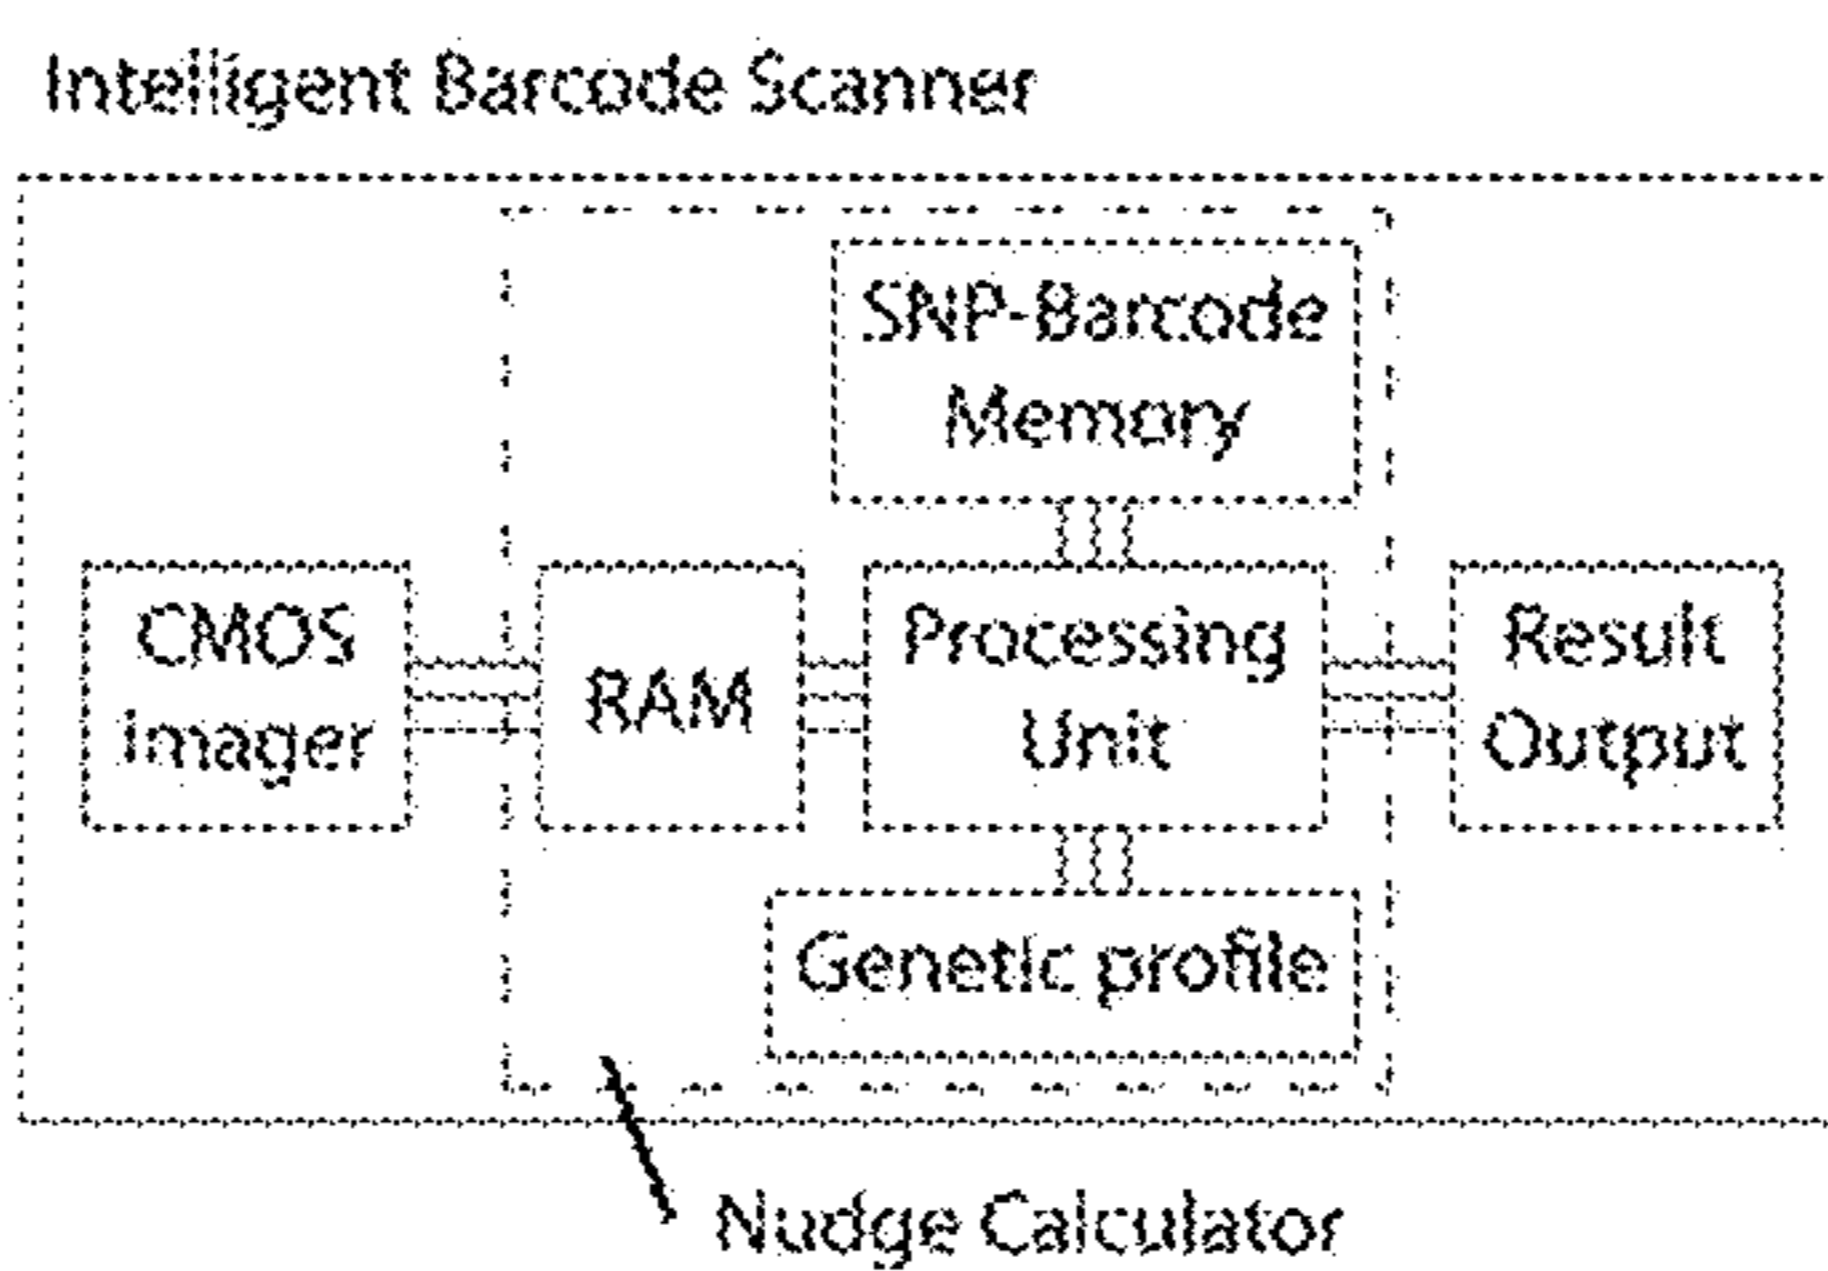 Intelligent Barcode Scanner
SNP-Barcode
Memory
CMOS
imager
RAM
Processing
Unit
Result
Output
Genetic profile
Nudge Calculator